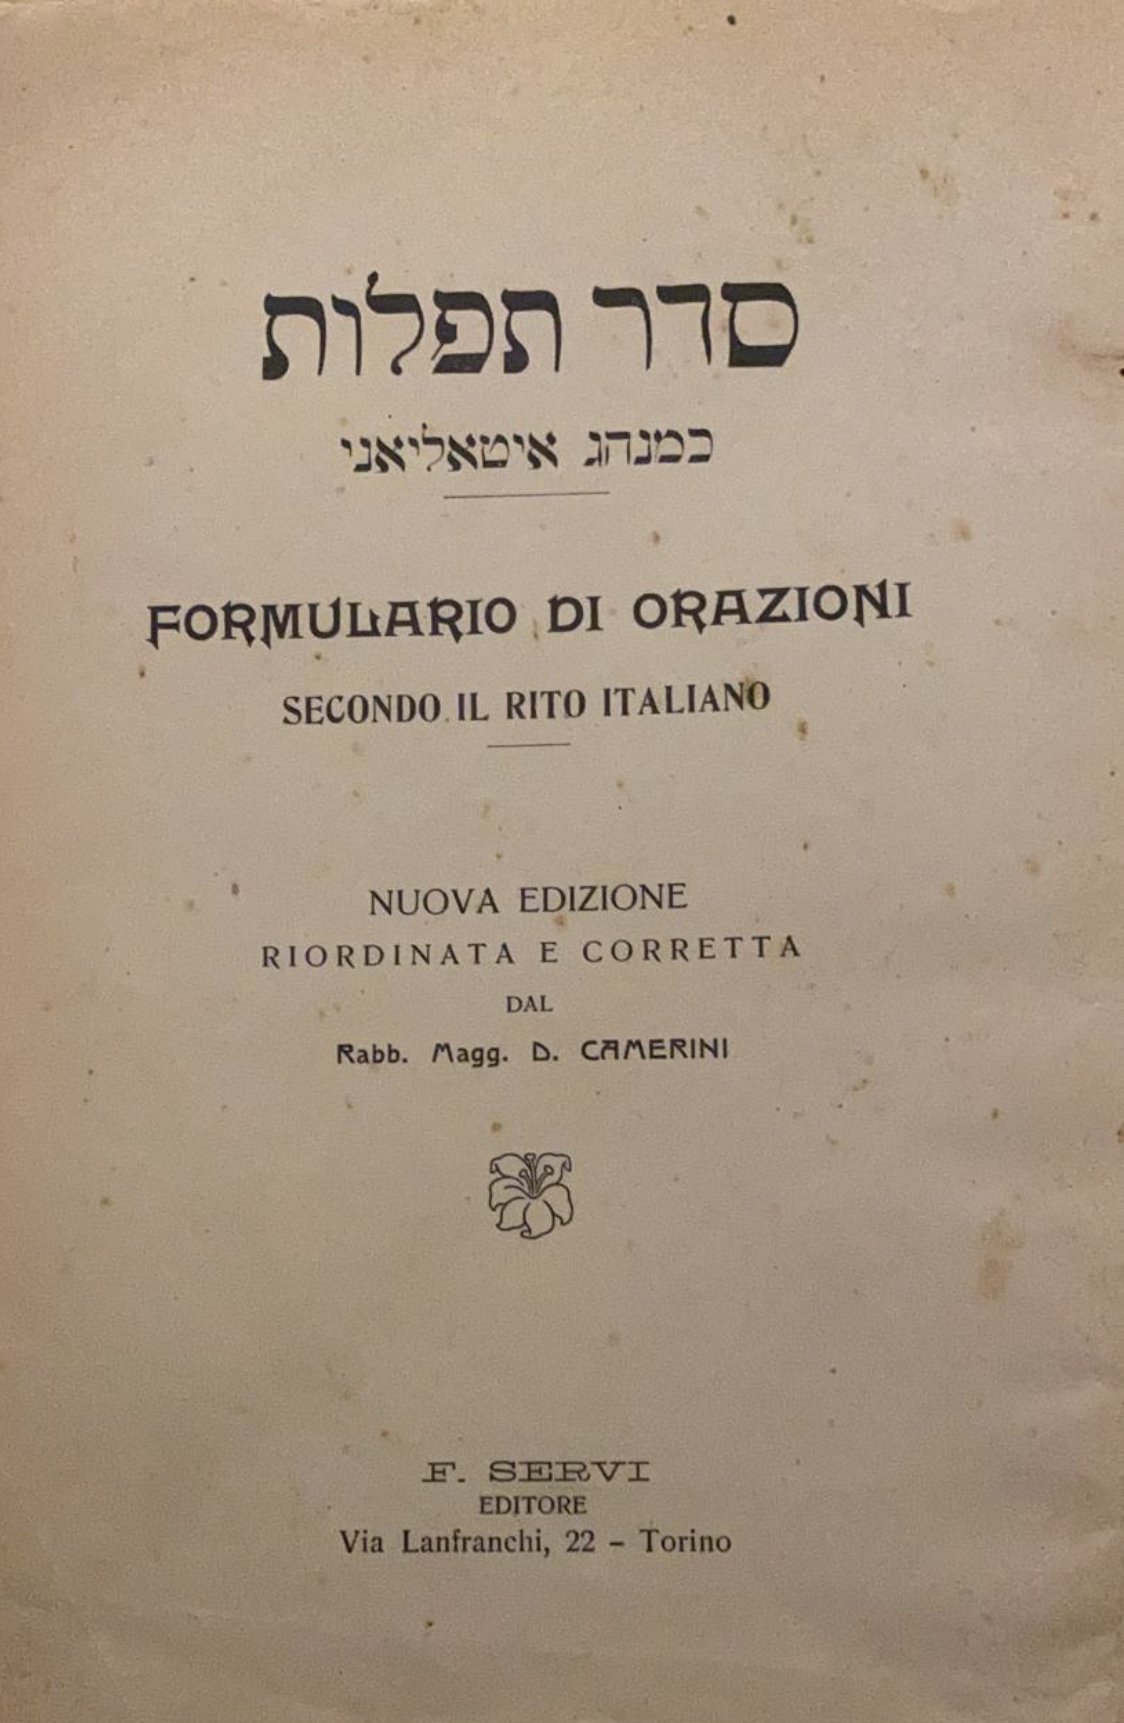 סדר תפלות
כמנהג איטאליאני
FORMULARIO DI ORAZIONI
SECONDO IL RITO ITALIANO
NUOVA EDIZIONE
RIORDINATA E CORRETTA
DAL
Rabb. Magg. D. CAMERINI
F. SERVI
EDITORE
Via Lanfranchi, 22 – Torino